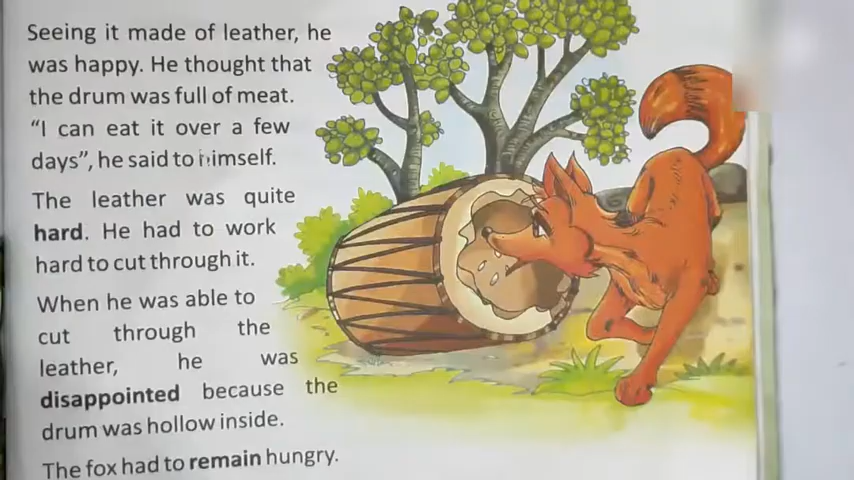 Seeing it made of leather, he
was happy. He thought that
the drum was full of meat.
“I can eat it over a few
days”, he said to himself.
The leather was quite
hard. He had to work
hard to cut through it.
When he was able to
cut through the
leather, he was
disappointed because the
drum was hollow inside.
The fox had to remain hungry.